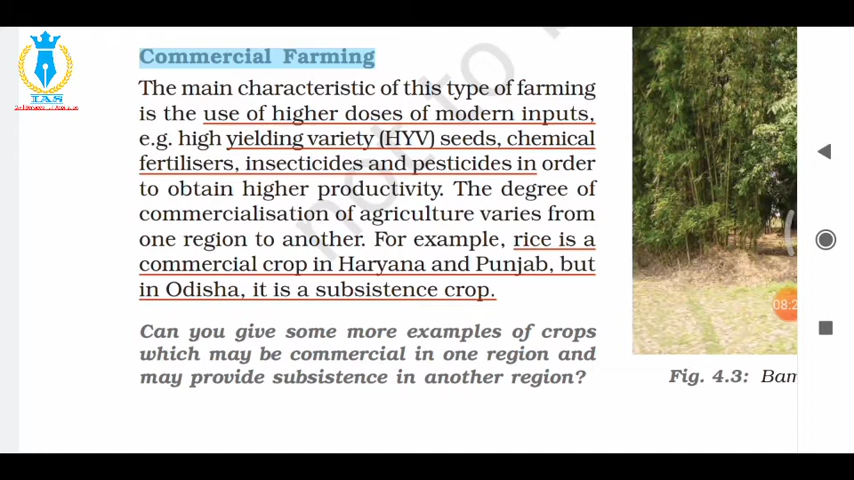 Commercial Farming
The main characteristic of this type of farming
is the use of higher doses of modern inputs,
e.g. high yielding variety (HYV) seeds, chemical
fertilisers, insecticides and pesticides in order
to obtain higher productivity. The degree of
commercialisation of agriculture varies from
one region to another. For example, rice is a
commercial crop in Haryana and Punjab, but
in Odisha, it is a subsistence crop.
Can you give some more examples of crops
which may be commercial in one region and
may provide subsistence in another region?
IAS
not to
08:2
Fig. 4.3: Bam